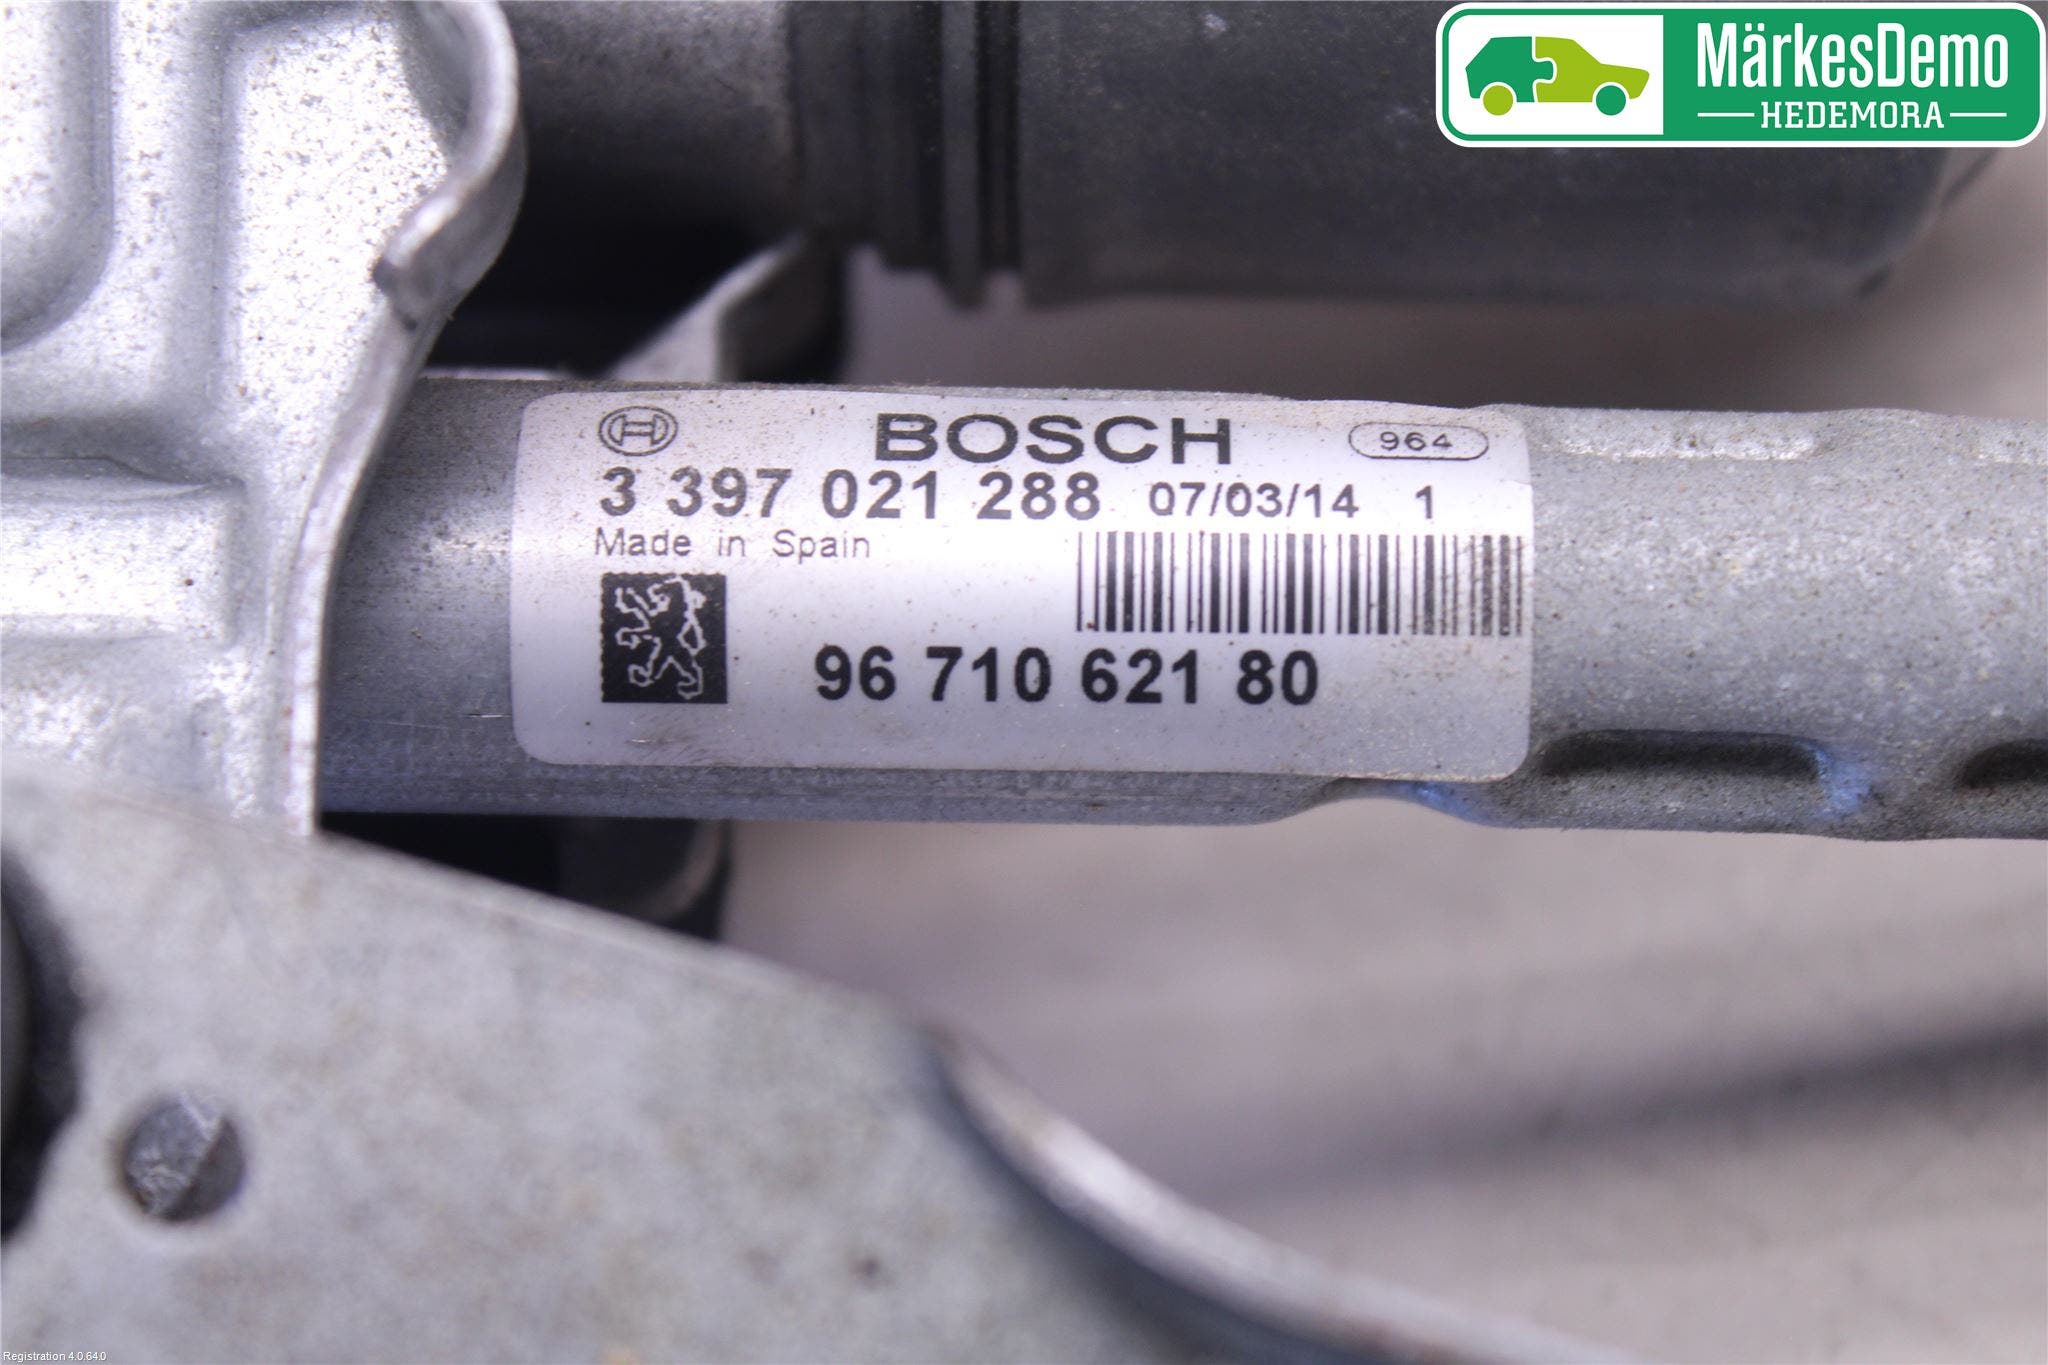 MärkesDemo
HEDEMORA
BOSCH 964
3 397 021 288 07/03/14 1
Made in Spain
96 710 621 80
Registration 4.0.64.0